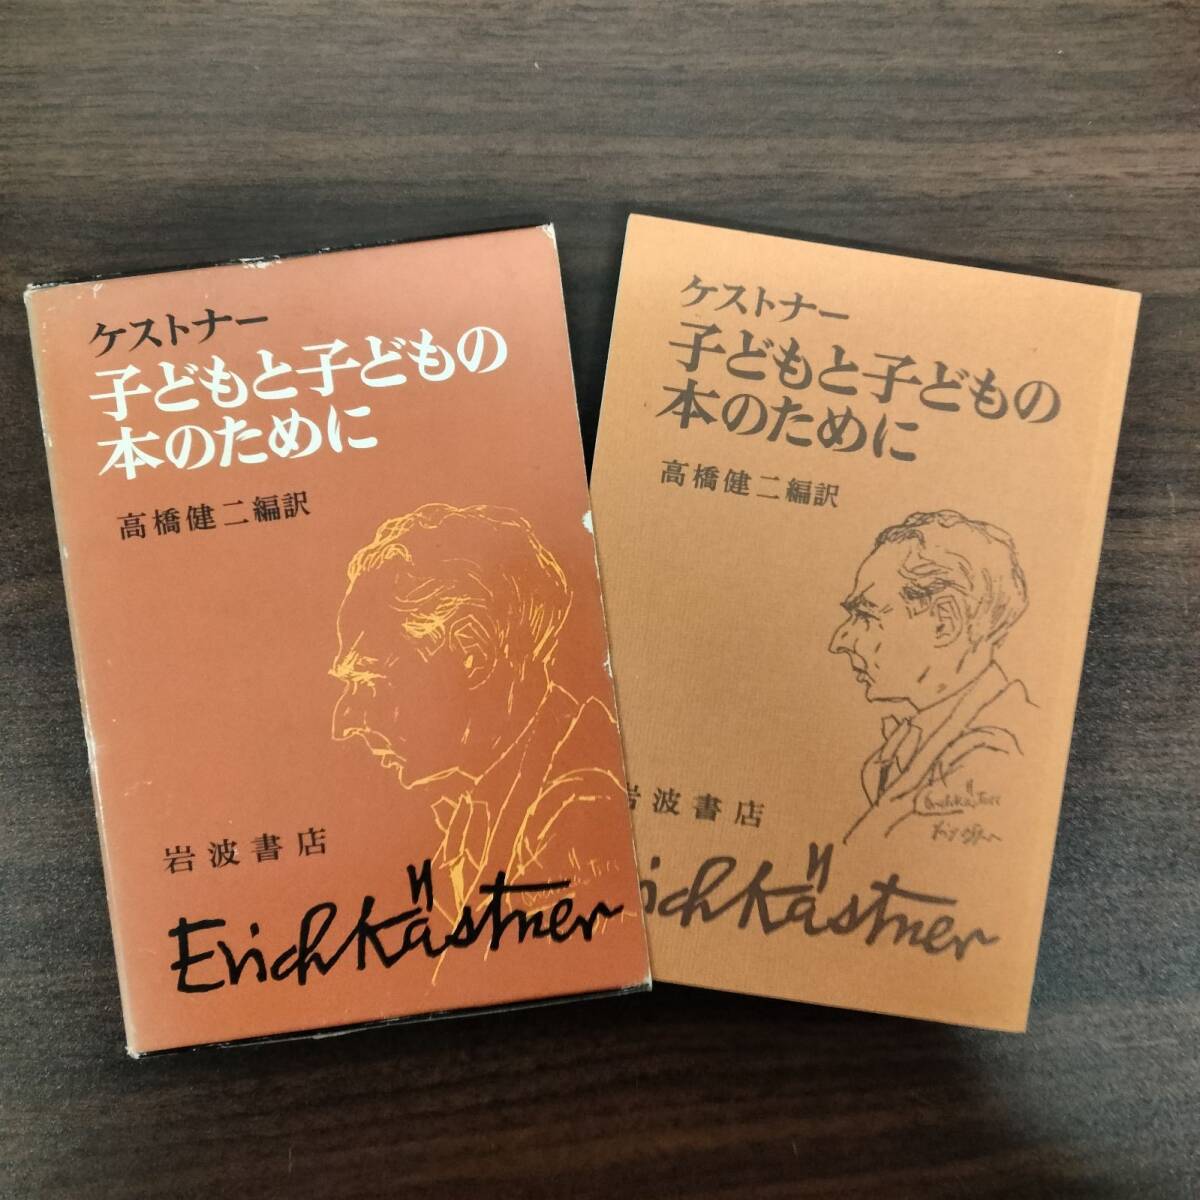 ケストナー
子どもと子どもの
本のために
高橋健二編訳
岩波書店
Erich Kästner
ケストナー
子どもと子どもの
本のために
高橋健二編訳
岩波書店
ich Kästner